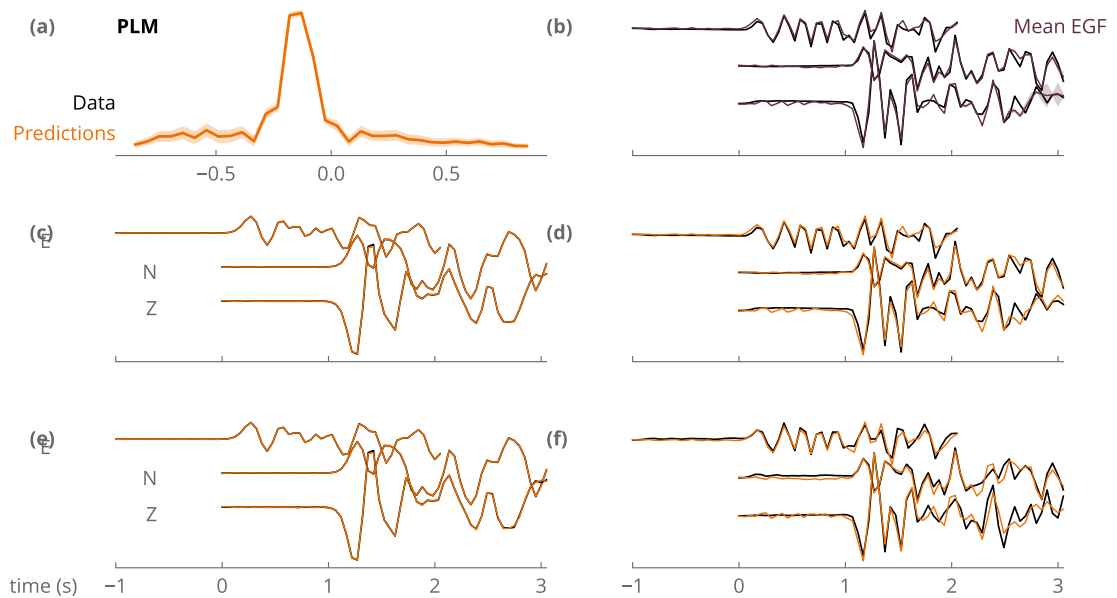 (a) PLM (b) Mean EGF
Data
Predictions
−0.5 0.0 0.5
(c) E (d)
N
Z
(e) E (f)
N
Z
time (s) −1 0 1 2 3 −1 0 1 2 3